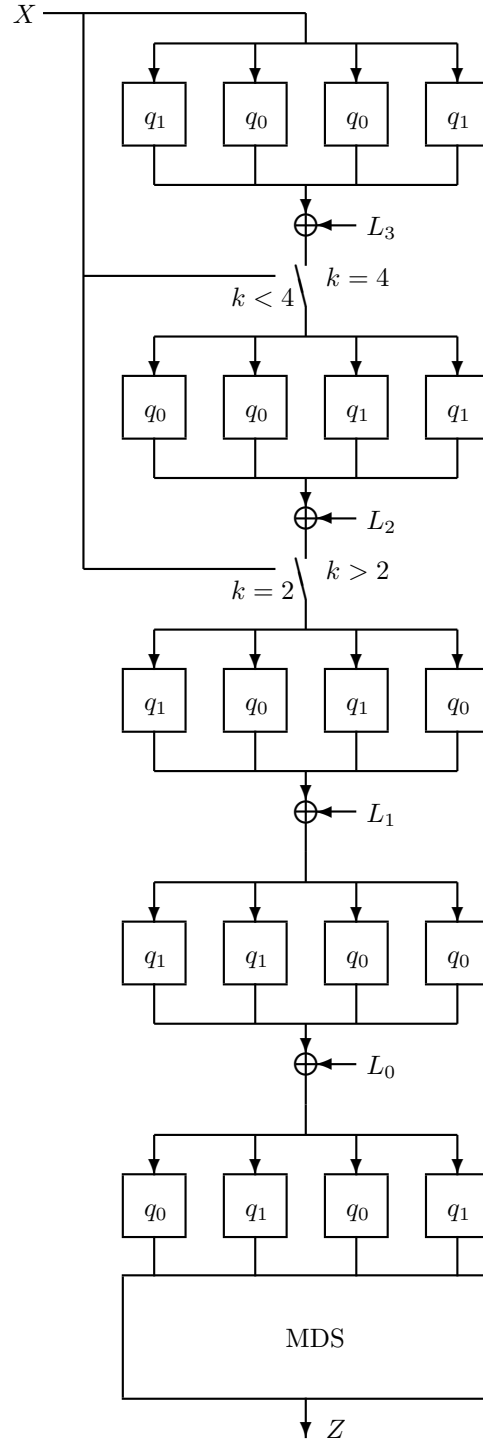 X
q₁ q₀ q₀ q₁
L₃
k < 4 k = 4
q₀ q₀ q₁ q₁
L₂
k = 2 k > 2
q₁ q₀ q₁ q₀
L₁
q₁ q₁ q₀ q₀
L₀
q₀ q₁ q₀ q₁
MDS
Z